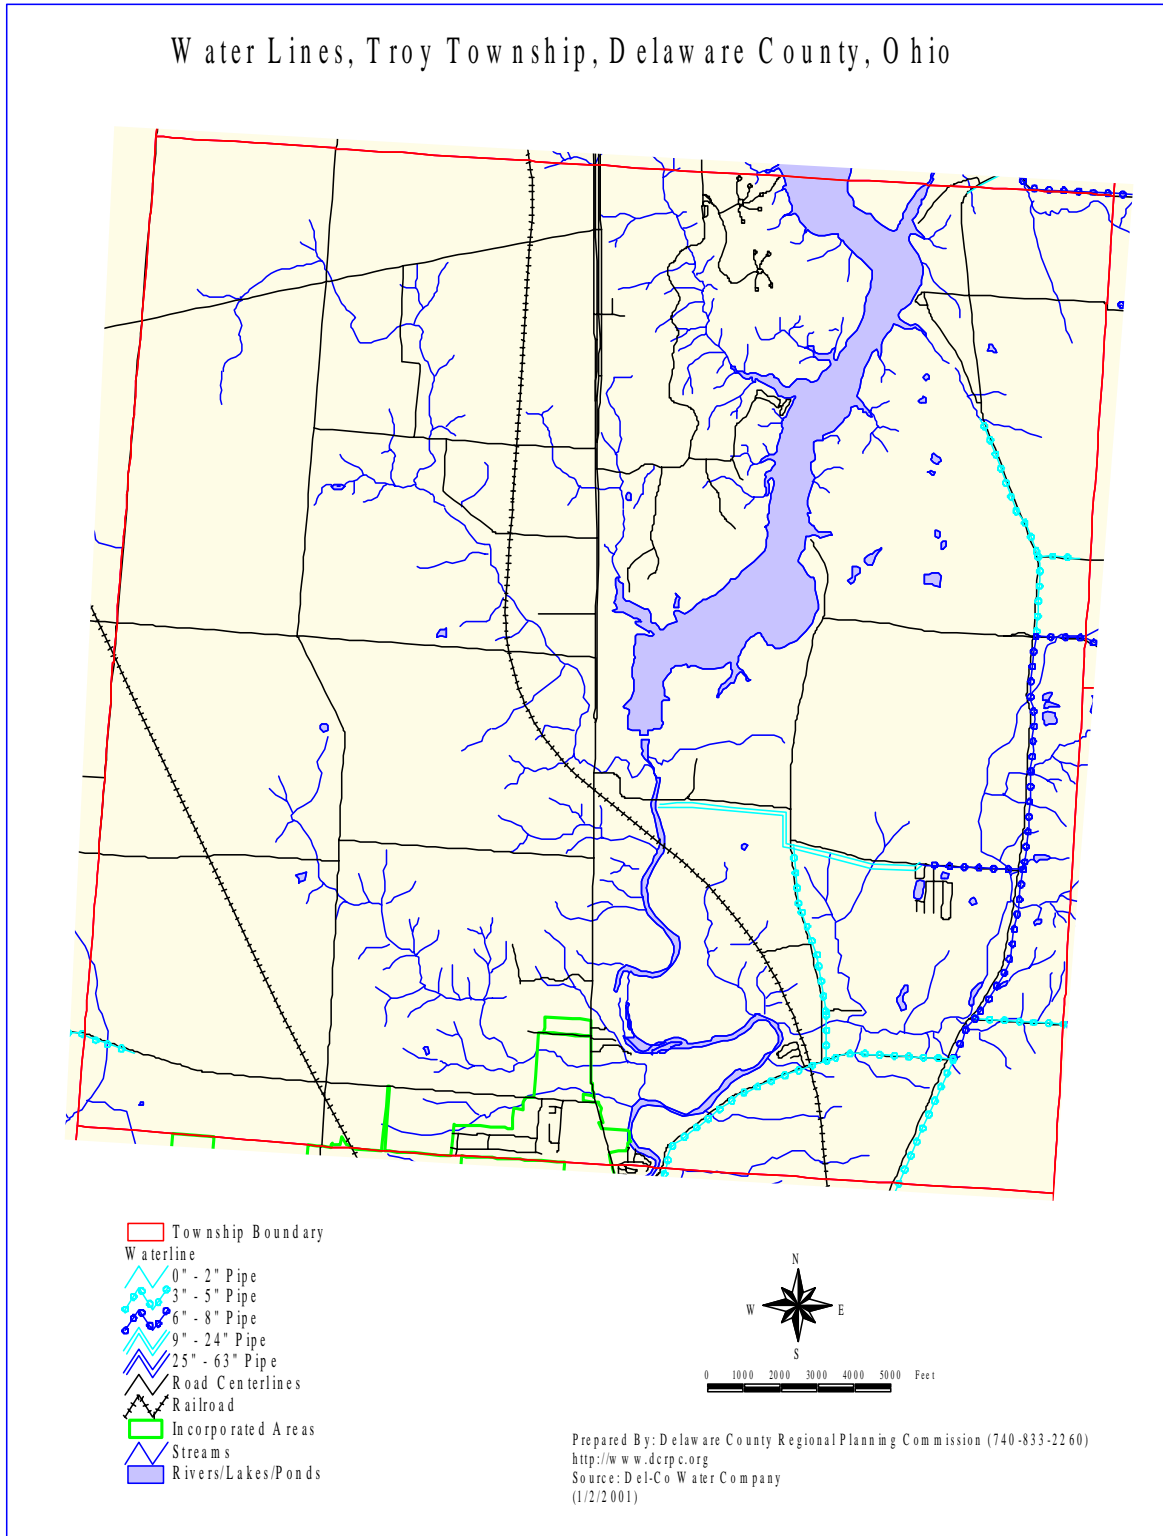 Water Lines, Troy Township, Delaware County, Ohio
Township Boundary
Waterline
0" - 2" Pipe
3" - 5" Pipe
6" - 8" Pipe
9" - 24" Pipe
25" - 63" Pipe
Road Centerlines
Railroad
Incorporated Areas
Streams
Rivers/Lakes/Ponds
N
W E
S
0 1000 2000 3000 4000 5000 Feet
Prepared By: Delaware County Regional Planning Commission (740-833-2260)
http://www.dcrpc.org
Source: Del-Co Water Company
(1/2/2001)